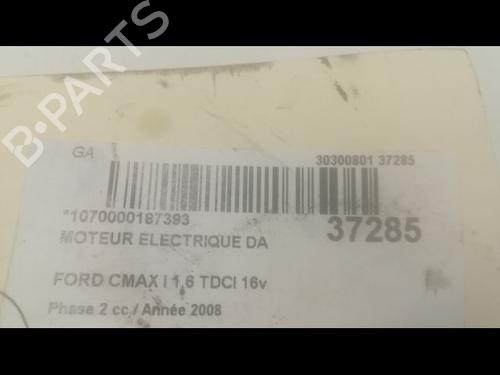 B-PARTS
GA
30300801 37285
*1070000187393
37285
MOTEUR ELECTRIQUE DA
FORD CMAX I 1,6 TDCI 16v
Phase 2 cc / Année 2008